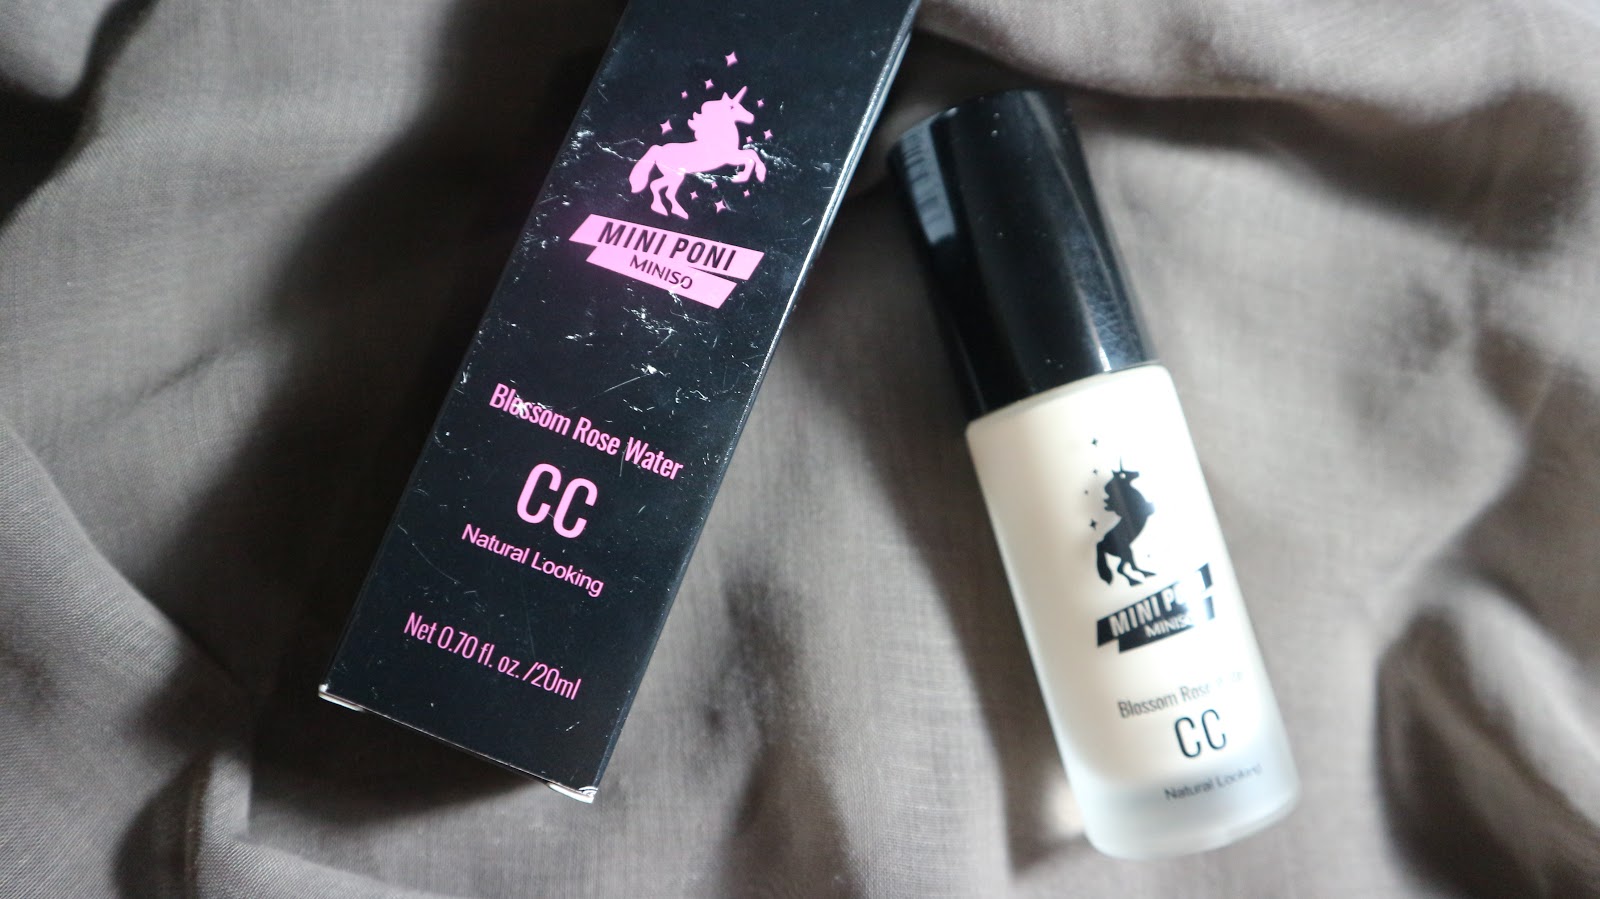 MINI PONI
MINISO
Blossom Rose Water
CC
Natural Looking
Net 0.70 fl. oz. /20ml
MINI
MINISO
Blossom Rose
CC
Natural Looking